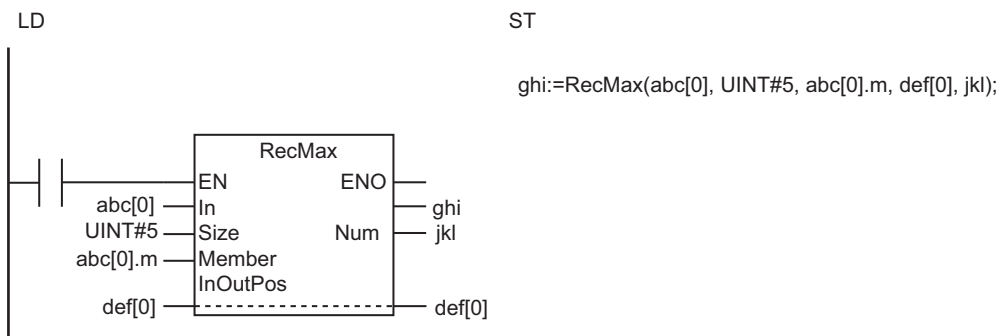 LD
ST
ghi:=RecMax(abc[0], UINT#5, abc[0].m, def[0], jkl);
RecMax
EN ENO
abc[0] In ghi
UINT#5 Size Num jkl
abc[0].m Member
InOutPos
def[0] def[0]